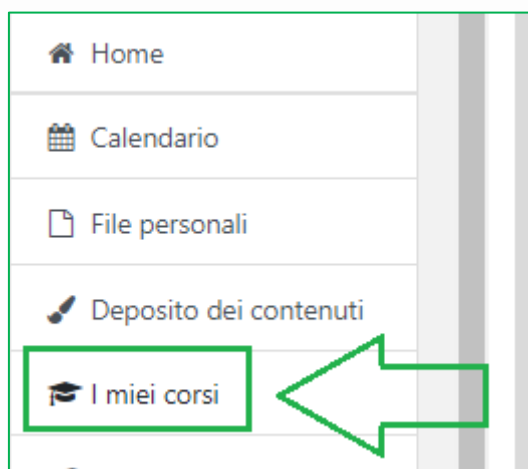 Home
Calendario
File personali
Deposito dei contenuti
I miei corsi